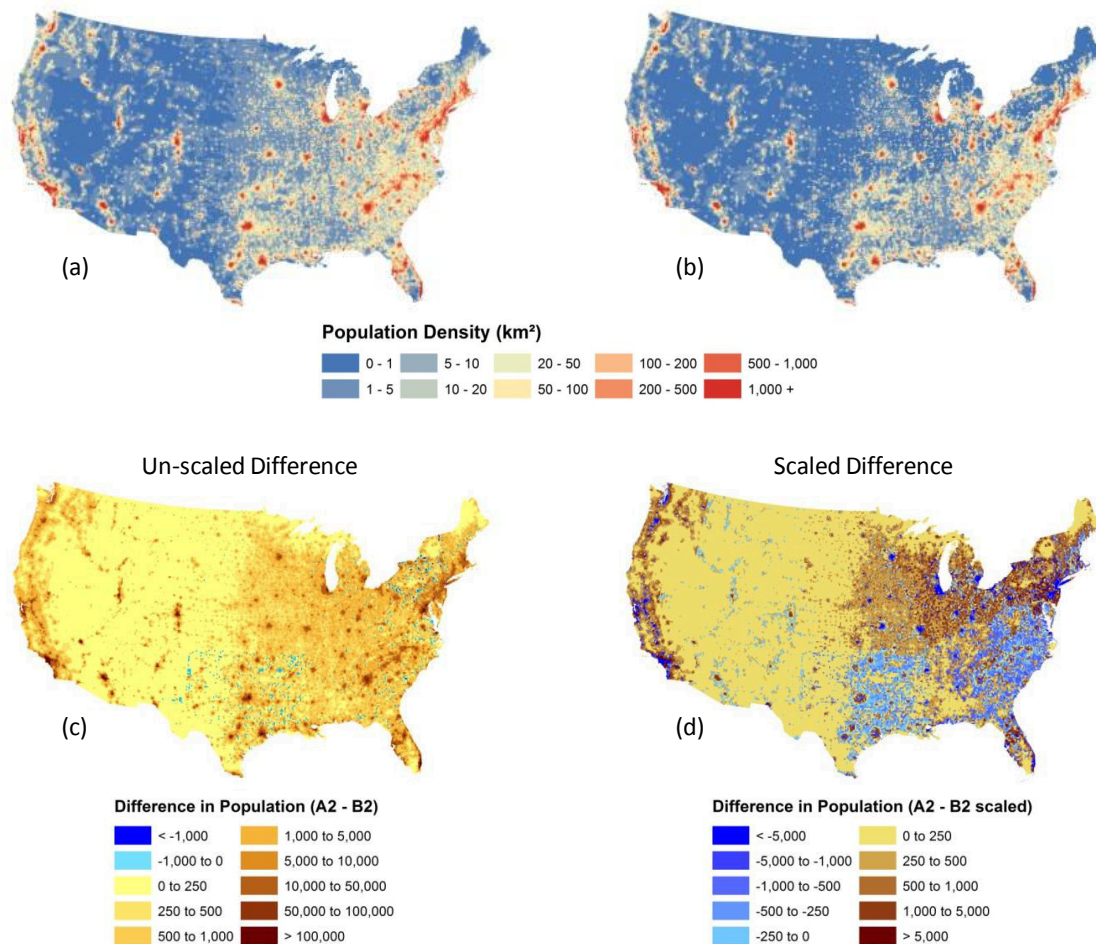 (a)
(b)
Population Density (km²)
0 - 1
5 - 10
20 - 50
100 - 200
500 - 1,000
1 - 5
10 - 20
50 - 100
200 - 500
1,000 +
Un-scaled Difference
Scaled Difference
(c)
(d)
Difference in Population (A2 - B2)
< -1,000
1,000 to 5,000
-1,000 to 0
5,000 to 10,000
0 to 250
10,000 to 50,000
250 to 500
50,000 to 100,000
500 to 1,000
> 100,000
Difference in Population (A2 - B2 scaled)
< -5,000
0 to 250
-5,000 to -1,000
250 to 500
-1,000 to -500
500 to 1,000
-500 to -250
1,000 to 5,000
-250 to 0
> 5,000